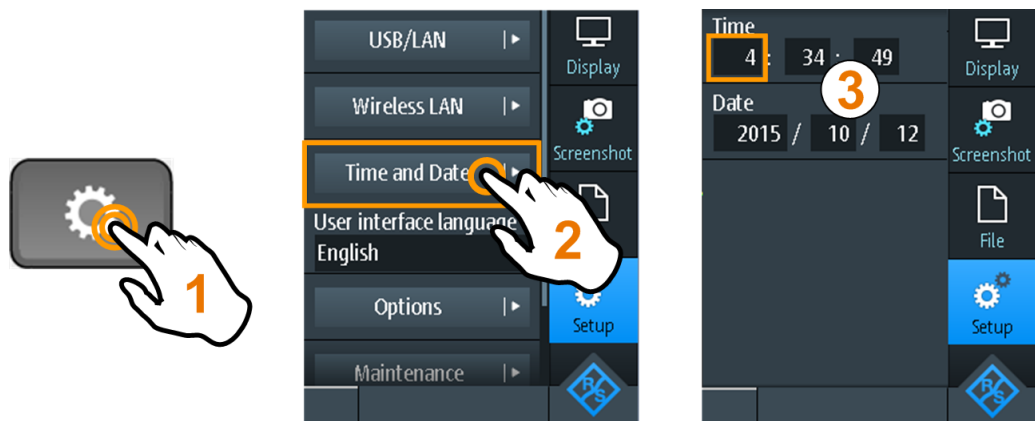 1
USB/LAN
Wireless LAN
Time and Date
User interface language
English
Options
Maintenance
Display
Screenshot
2
Setup
R
S
Time
4 : 34 : 49
3
Date
2015 / 10 / 12
Display
Screenshot
File
Setup
R
S